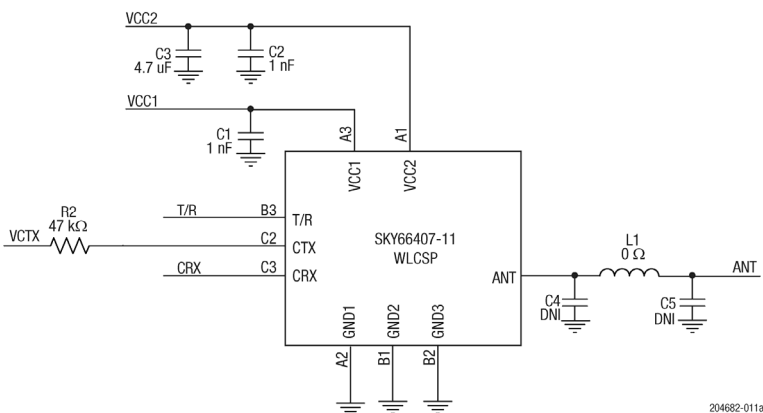 VCC2
C3
4.7 uF
C2
1 nF
VCC1
C1
1 nF
A3
A1
VCC1
VCC2
R2
47 kΩ
VCTX
T/R
B3
T/R
C2
CTX
CRX
C3
CRX
SKY66407-11
WLCSP
ANT
L1
0 Ω
ANT
C4
DNI
C5
DNI
GND1
GND2
GND3
A2
B1
B2
204682-011a